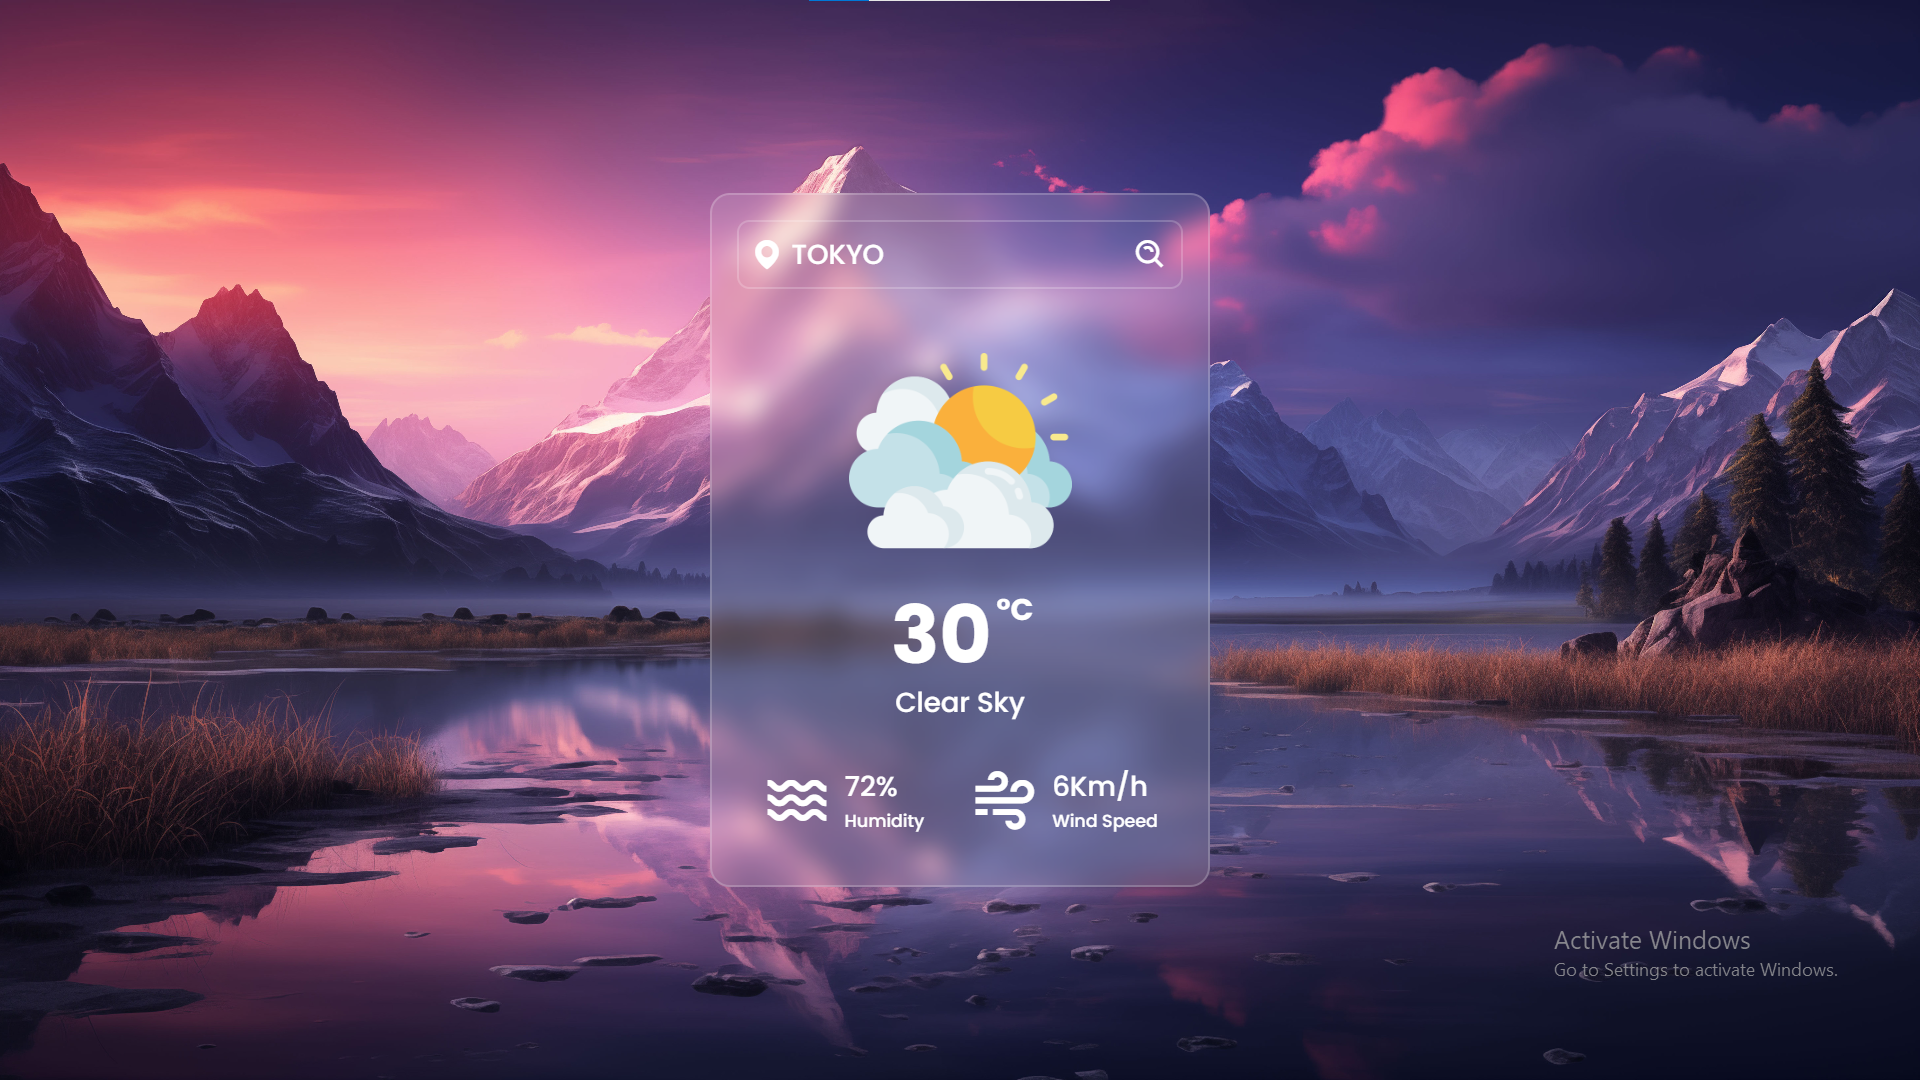 TOKYO
30 °C
Clear Sky
72%
Humidity
6Km/h
Wind Speed
Activate Windows
Go to Settings to activate Windows.